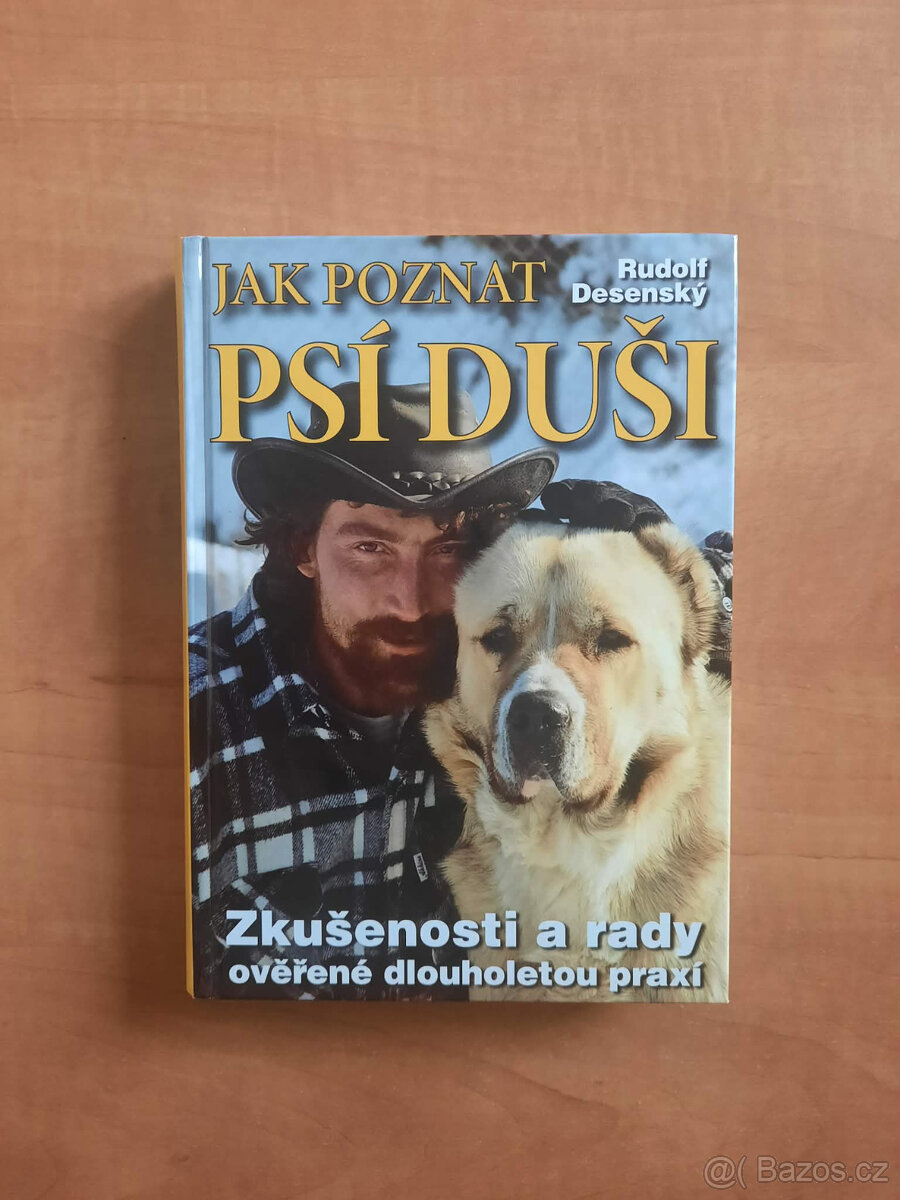 JAK POZNAT
Rudolf
Desenský
PSÍ DUŠI
Zkušenosti a rady
ověřené dlouholetou praxí
@( Bazos.cz